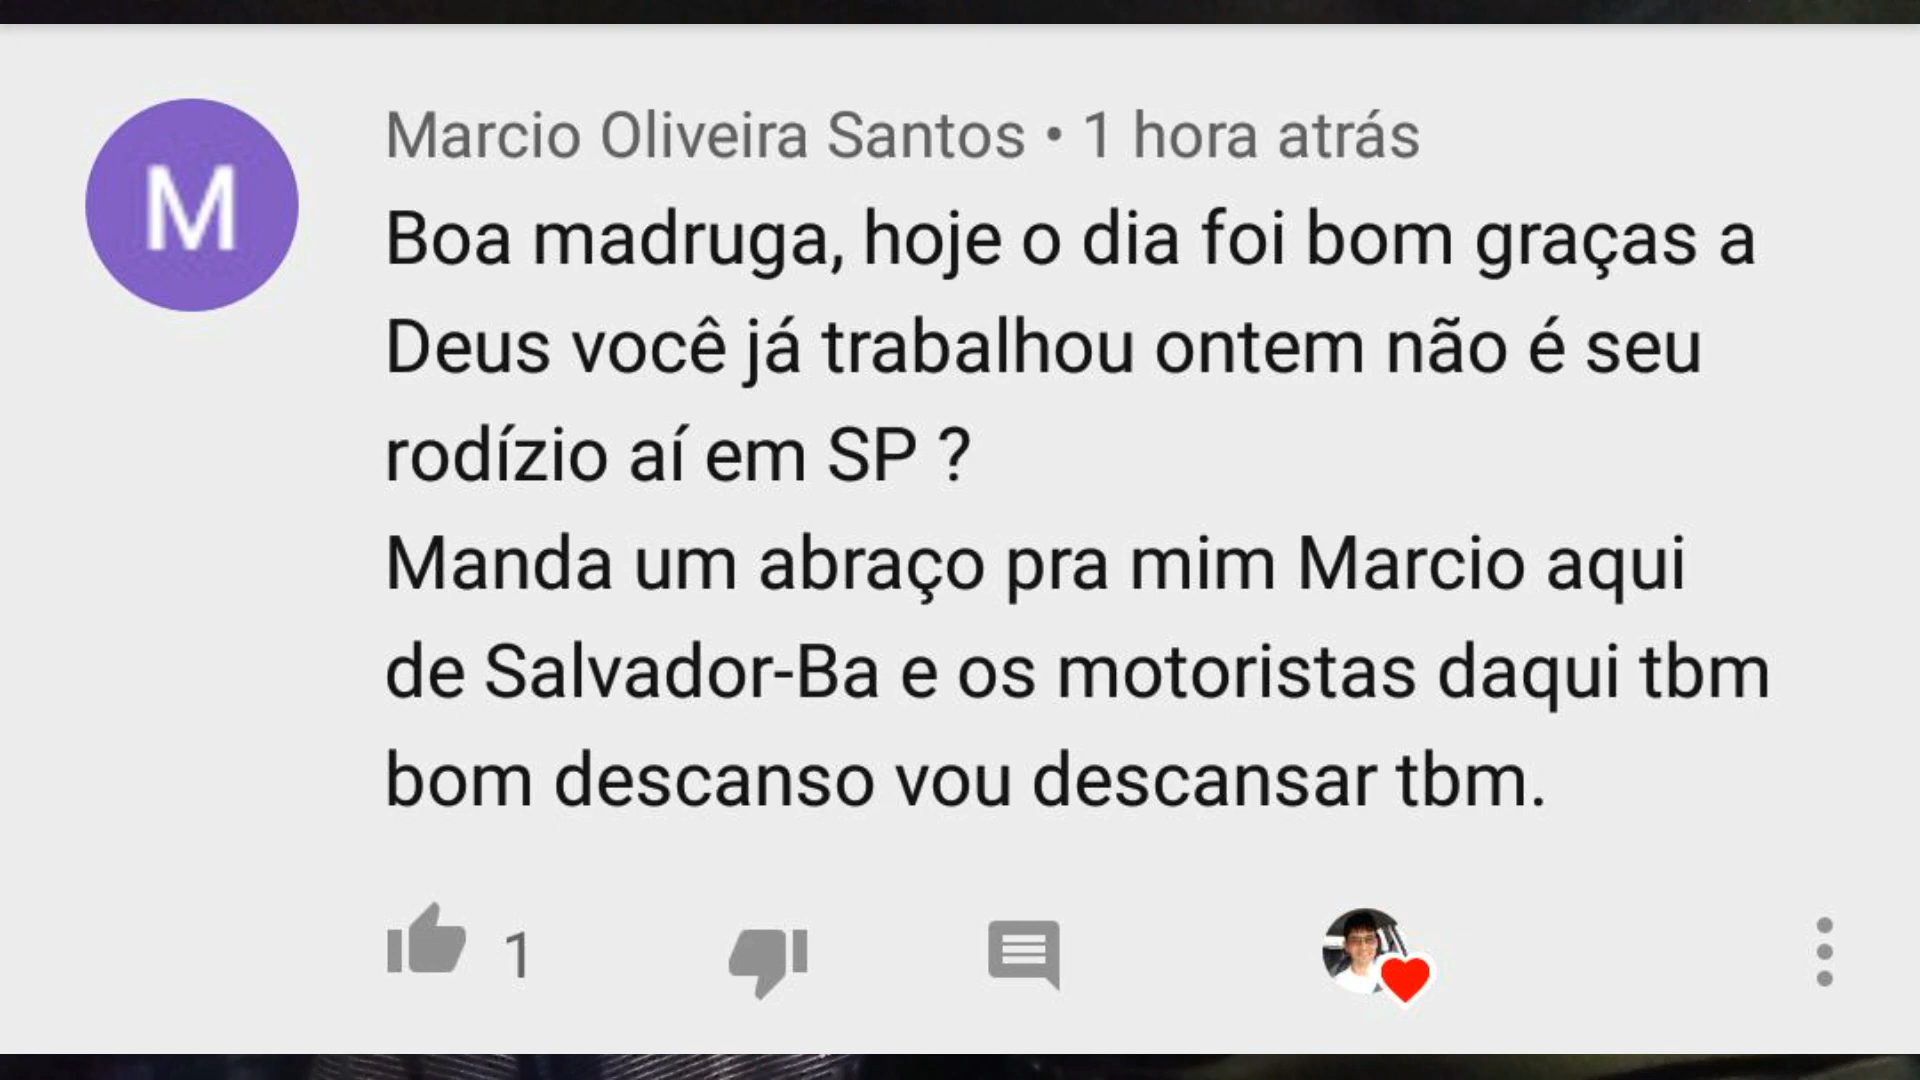 M
Marcio Oliveira Santos • 1 hora atrás
Boa madruga, hoje o dia foi bom graças a
Deus você já trabalhou ontem não é seu
rodízio aí em SP ?
Manda um abraço pra mim Marcio aqui
de Salvador-Ba e os motoristas daqui tbm
bom descanso vou descansar tbm.
1